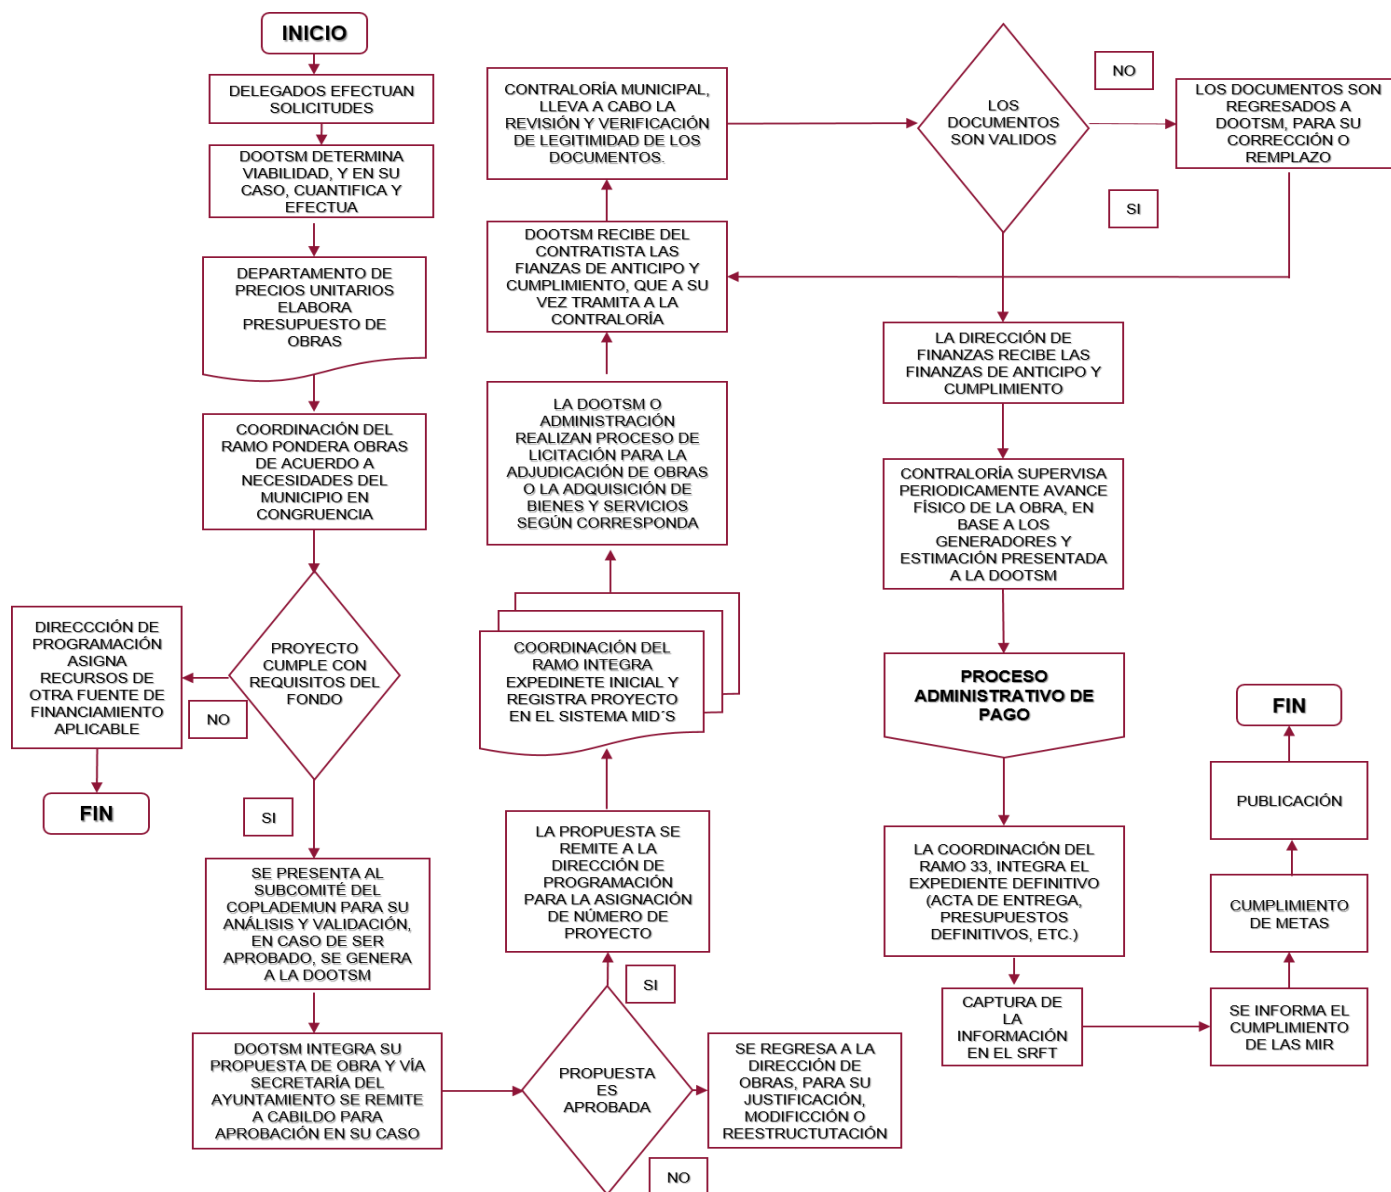 INICIO
DELEGADOS EFECTUAN
SOLICITUDES
DOOTSM DETERMINA
VIABILIDAD, Y EN SU
CASO, CUANTIFICA Y
EFECTUA
DEPARTAMENTO DE
PRECIOS UNITARIOS
ELABORA
PRESUPUESTO DE
OBRAS
COORDINACIÓN DEL
RAMO PONDERA OBRAS
DE ACUERDO A
NECESIDADES DEL
MUNICIPIO EN
CONGRUENCIA
PROYECTO
CUMPLE CON
REQUISITOS DEL
FONDO
NO
DIRECCCIÓN DE
PROGRAMACIÓN
ASIGNA
RECURSOS DE
OTRA FUENTE DE
FINANCIAMIENTO
APLICABLE
FIN
SI
SE PRESENTA AL
SUBCOMITÉ DEL
COPLADEMUN PARA SU
ANÁLISIS Y VALIDACIÓN,
EN CASO DE SER
APROBADO, SE GENERA
A LA DOOTSM
DOOTSM INTEGRA SU
PROPUESTA DE OBRA Y VÍA
SECRETARÍA DEL
AYUNTAMIENTO SE REMITE
A CABILDO PARA
APROBACIÓN EN SU CASO
PROPUESTA
ES
APROBADA
NO
SE REGRESA A LA
DIRECCIÓN DE
OBRAS, PARA SU
JUSTIFICACIÓN,
MODIFICCIÓN O
REESTRUCTUTACIÓN
SI
LA PROPUESTA SE
REMITE A LA
DIRECCIÓN DE
PROGRAMACIÓN
PARA LA ASIGNACIÓN
DE NÚMERO DE
PROYECTO
COORDINACIÓN DEL
RAMO INTEGRA
EXPEDINETE INICIAL Y
REGISTRA PROYECTO
EN EL SISTEMA MID´S
LA DOOTSM O
ADMINISTRACIÓN
REALIZAN PROCESO DE
LICITACIÓN PARA LA
ADJUDICACIÓN DE OBRAS
O LA ADQUISICIÓN DE
BIENES Y SERVICIOS
SEGÚN CORRESPONDA
DOOTSM RECIBE DEL
CONTRATISTA LAS
FIANZAS DE ANTICIPO Y
CUMPLIMIENTO, QUE A SU
VEZ TRAMITA A LA
CONTRALORÍA
CONTRALORÍA MUNICIPAL,
LLEVA A CABO LA
REVISIÓN Y VERIFICACIÓN
DE LEGITIMIDAD DE LOS
DOCUMENTOS.
LOS
DOCUMENTOS
SON VALIDOS
NO
LOS DOCUMENTOS SON
REGRESADOS A
DOOTSM, PARA SU
CORRECCIÓN O
REMPLAZO
SI
LA DIRECCIÓN DE
FINANZAS RECIBE LAS
FINANZAS DE ANTICIPO Y
CUMPLIMIENTO
CONTRALORÍA SUPERVISA
PERIODICAMENTE AVANCE
FÍSICO DE LA OBRA, EN
BASE A LOS
GENERADORES Y
ESTIMACIÓN PRESENTADA
A LA DOOTSM
PROCESO
ADMINISTRATIVO DE
PAGO
LA COORDINACIÓN DEL
RAMO 33, INTEGRA EL
EXPEDIENTE DEFINITIVO
(ACTA DE ENTREGA,
PRESUPUESTOS
DEFINITIVOS, ETC.)
CAPTURA DE
LA
INFORMACIÓN
EN EL SRFT
SE INFORMA EL
CUMPLIMIENTO
DE LAS MIR
CUMPLIMIENTO
DE METAS
PUBLICACIÓN
FIN